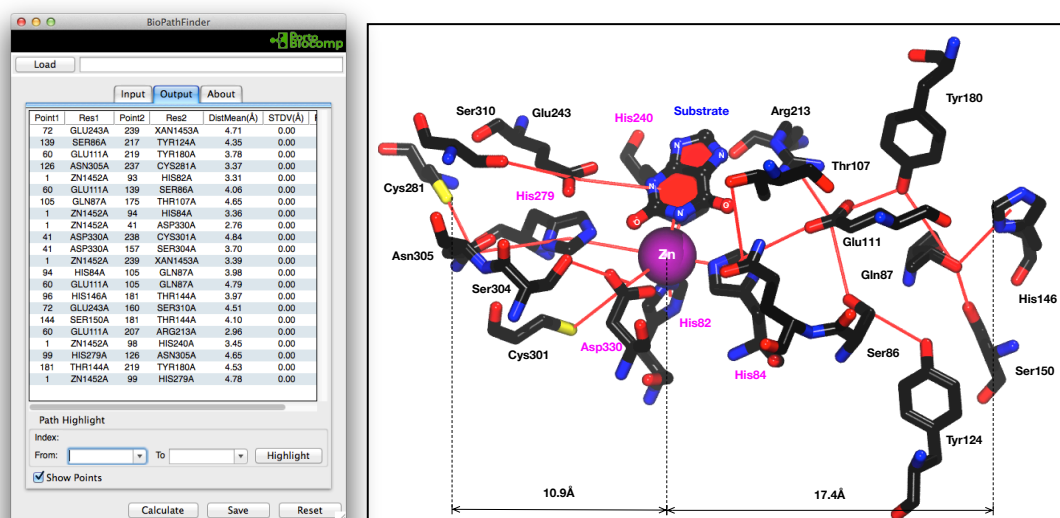 BioPathFinder
Porto
Biocomp
Load
Input Output About
Point1 Res1 Point2 Res2 DistMean(Å) STDV(Å)
72 GLU243A 239 XAN1453A 4.71 0.00
139 SER86A 217 TYR124A 4.35 0.00
60 GLU111A 219 TYR180A 3.78 0.00
126 ASN305A 237 CYS281A 3.37 0.00
1 ZN1452A 93 HIS82A 3.31 0.00
60 GLU111A 139 SER86A 4.06 0.00
105 GLN87A 175 THR107A 4.65 0.00
1 ZN1452A 94 HIS84A 3.36 0.00
1 ZN1452A 41 ASP330A 2.76 0.00
41 ASP330A 238 CYS301A 4.84 0.00
41 ASP330A 157 SER304A 3.70 0.00
1 ZN1452A 239 XAN1453A 3.39 0.00
94 HIS84A 105 GLN87A 3.98 0.00
60 GLU111A 105 GLN87A 4.79 0.00
96 HIS146A 181 THR144A 3.97 0.00
72 GLU243A 160 SER310A 4.51 0.00
144 SER150A 181 THR144A 4.10 0.00
60 GLU111A 207 ARG213A 2.96 0.00
1 ZN1452A 98 HIS240A 3.45 0.00
99 HIS279A 126 ASN305A 4.65 0.00
181 THR144A 219 TYR180A 4.53 0.00
1 ZN1452A 99 HIS279A 4.78 0.00
Path Highlight
Index:
From: To Highlight
Show Points
Calculate Save Reset
Ser310
Glu243
His240
Substrate
Arg213
Tyr180
Thr107
Cys281
His279
N
N
N
N
O
O
Zn
Glu111
Asn305
Gln87
Ser304
His146
His82
Cys301
Asp330
His84
Ser86
Ser150
Tyr124
10.9Å
17.4Å